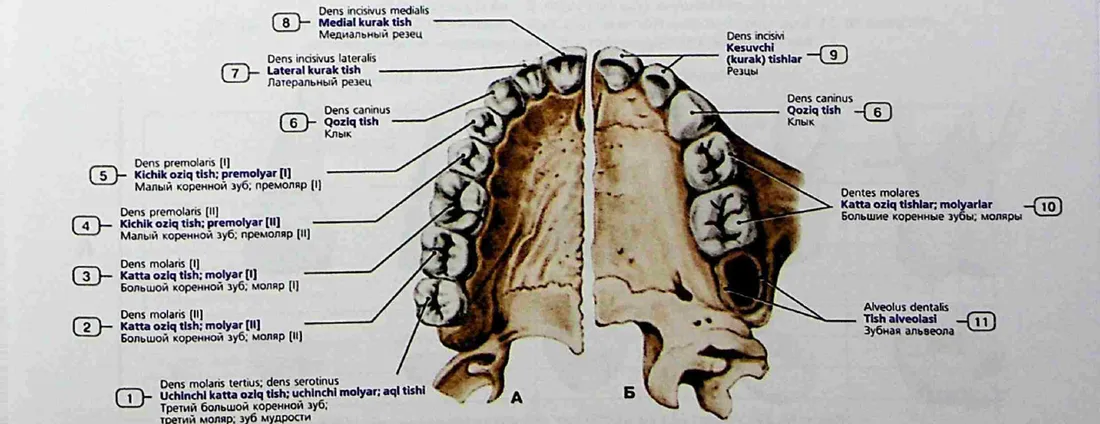 8
Dens incisivus medialis
Medial kurak tish
Медиальный резец
7
Dens incisivus lateralis
Lateral kurak tish
Латеральный резец
6
Dens caninus
Qoziq tish
Клык
5
Dens premolaris [I]
Kichik oziq tish; premolyar [I]
Малый коренной зуб; премоляр [I]
4
Dens premolaris [II]
Kichik oziq tish; premolyar [II]
Малый коренной зуб; премоляр [II]
3
Dens molaris [I]
Katta oziq tish; molyar [I]
Большой коренной зуб; моляр [I]
2
Dens molaris [II]
Katta oziq tish; molyar [II]
Большой коренной зуб; моляр [II]
1
Dens molaris tertius; dens serotinus
Uchinchi katta oziq tish; uchinchi molyar; aql tishi
Третий большой коренной зуб;
третий моляр; зуб мудрости
А
Б
Dens incisivi
Kesuvchi
(kurak) tishlar
Резцы
9
Dens caninus
Qoziq tish
Клык
6
Dentes molares
Katta oziq tishlar; molyarlar
Большие коренные зубы; моляры
10
Alveolus dentalis
Tish alveolasi
Зубная альвеола
11